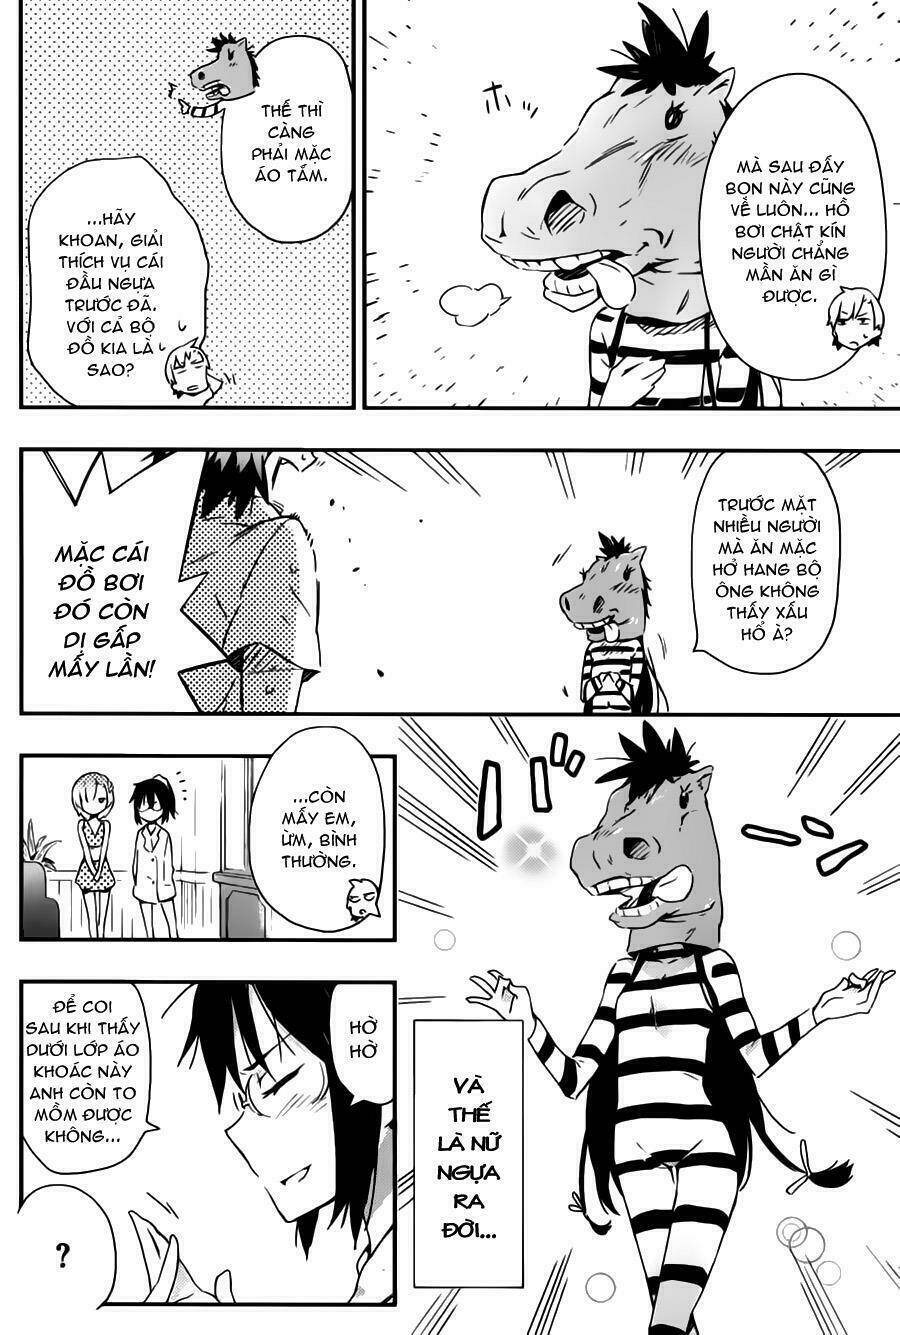 MÀ SAU ĐẤY
BỌN NÀY CŨNG
VỀ LUÔN... HỒ
BƠI CHẬT KÍN
NGƯỜI CHẲNG
MẦN ĂN GÌ
ĐƯỢC.
THẾ THÌ
CÀNG
PHẢI MẶC
ÁO TẮM.
...HÃY
KHOAN, GIẢI
THÍCH VỤ CÁI
ĐẦU NGỰA
TRƯỚC ĐÃ.
VỚI CẢ BỘ
ĐỒ KIA LÀ
SAO?
TRƯỚC MẶT
NHIỀU NGƯỜI
MÀ ĂN MẶC
HỞ HANG BỘ
ÔNG KHÔNG
THẤY XẤU
HỔ À?
MẶC CÁI
ĐỒ BƠI
ĐÓ CÒN
DỊ GẤP
MẤY LẦN!
VÀ
THẾ
LÀ NỮ
NGỰA
RA
ĐỜI...
...CÒN
MẤY EM,
ỪM, BÌNH
THƯỜNG.
HỜ
HỜ
ĐỂ COI
SAU KHI THẤY
DƯỚI LỚP ÁO
KHOÁC NÀY
ANH CÒN TO
MỒM ĐƯỢC
KHÔNG...
?